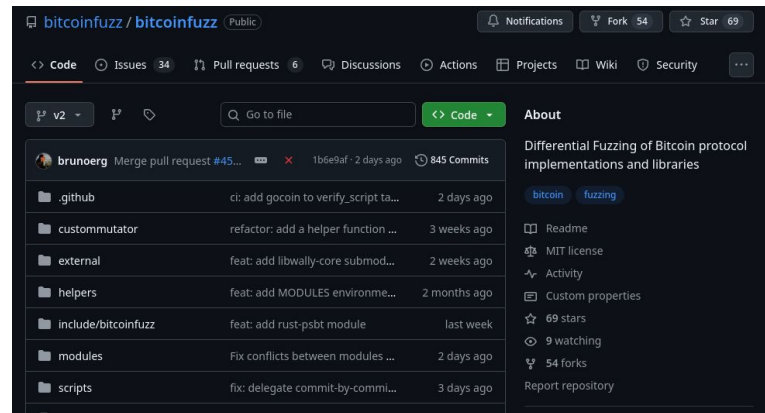 bitcoinfuzz / bitcoinfuzz Public Notifications Fork 54 Star 69
Code Issues 34 Pull requests 6 Discussions Actions Projects Wiki Security ...
v2 Go to file Code
About
Differential Fuzzing of Bitcoin protocol
implementations and libraries
bitcoin fuzzing
Readme
MIT license
Activity
Custom properties
69 stars
9 watching
54 forks
Report repository
brunoerg Merge pull request #45... 1b6e9af · 2 days ago 845 Commits
.github ci: add gocoin to verify_script ta... 2 days ago
custommutator refactor: add a helper function ... 3 weeks ago
external feat: add libwally-core submod... 2 weeks ago
helpers feat: add MODULES environme... 2 months ago
include/bitcoinfuzz feat: add rust-psbt module last week
modules Fix conflicts between modules ... 2 days ago
scripts fix: delegate commit-by-commi... 3 days ago